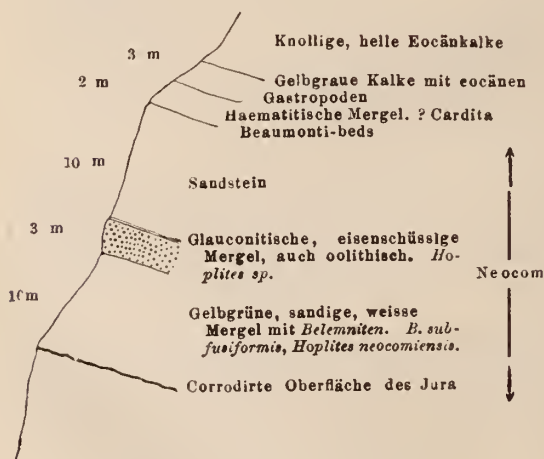 3 m
Knollige, helle Eocänkalke
2 m
Gelbgraue Kalke mit eocänen
Gastropoden
Haematitische Mergel. ? Cardita
Beaumonti-beds
10 m
Sandstein
3 m
Glauconitische, eisenschüssige
Mergel, auch oolithisch. Ho-
plites sp.
Neocom
m
Gelbgrüne, sandige, weisse
Mergel mit Belemniten. B. sub-
fusiformis, Hoplites neocomiensis.
Corrodirte Oberfläche des Jura